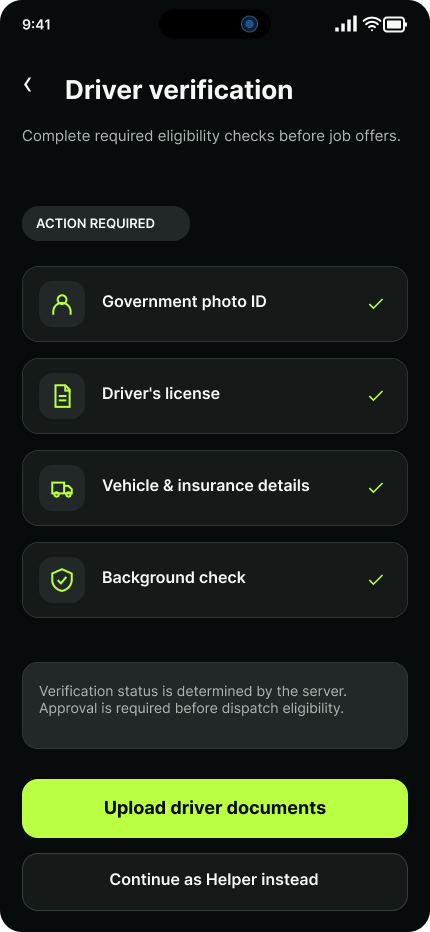 9:41
Driver verification
Complete required eligibility checks before job offers.
ACTION REQUIRED
Government photo ID
Driver's license
Vehicle & insurance details
Background check
Verification status is determined by the server.
Approval is required before dispatch eligibility.
Upload driver documents
Continue as Helper instead